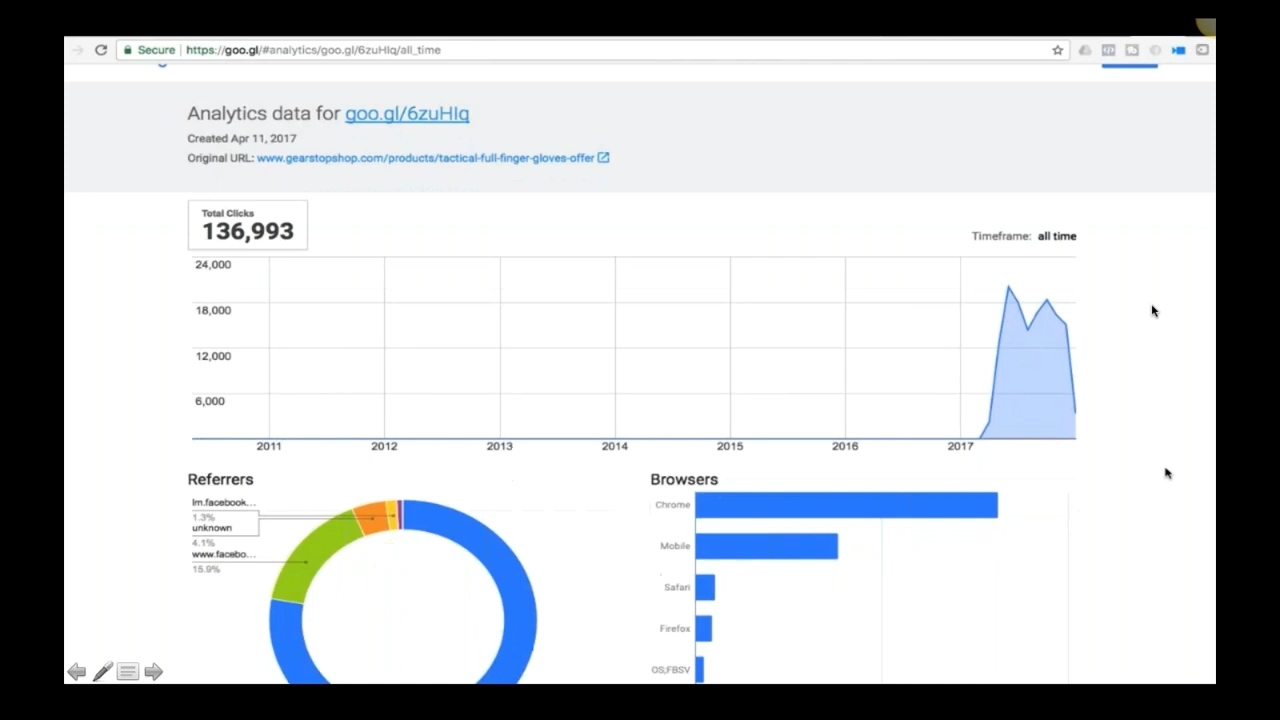 Secure https://goo.gl/#analytics/goo.gl/6zuHIq/all_time
Analytics data for goo.gl/6zuHIq
Created Apr 11, 2017
Original URL: www.gearstopshop.com/products/tactical-full-finger-gloves-offer
Total Clicks
136,993
Timeframe: all time
24,000
18,000
12,000
6,000
2011 2012 2013 2014 2015 2016 2017
Referrers
lm.facebook...
1.3%
unknown
4.1%
www.facebo...
15.9%
Browsers
Chrome
Mobile
Safari
Firefox
OS;FBSV